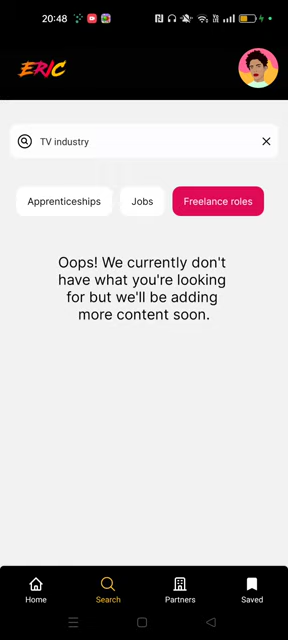 20:48
ERIC
TV industry
Apprenticeships
Jobs
Freelance roles
Oops! We currently don't
have what you're looking
for but we'll be adding
more content soon.
Home
Search
Partners
Saved